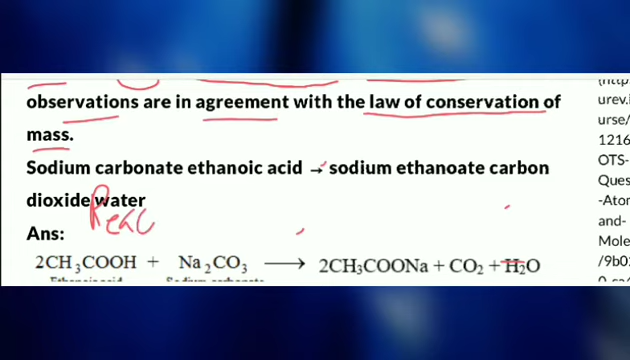 observations are in agreement with the law of conservation of
mass.
Sodium carbonate ethanoic acid → sodium ethanoate carbon
dioxide water
Reac
Ans:
2CH₃COOH + Na₂CO₃ ⟶ 2CH₃COONa + CO₂ + H₂O
urev.i
urse/
1216
OTS-
Ques
-Ator
and-
Mole